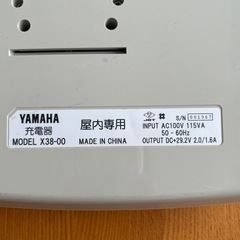 YAMAHA
充電器
MODEL X38-00
屋内専用
MADE IN CHINA
S/N 001967
INPUT AC100V 115VA
50-60Hz
OUTPUT DC+29.2V 2.0/1.6A